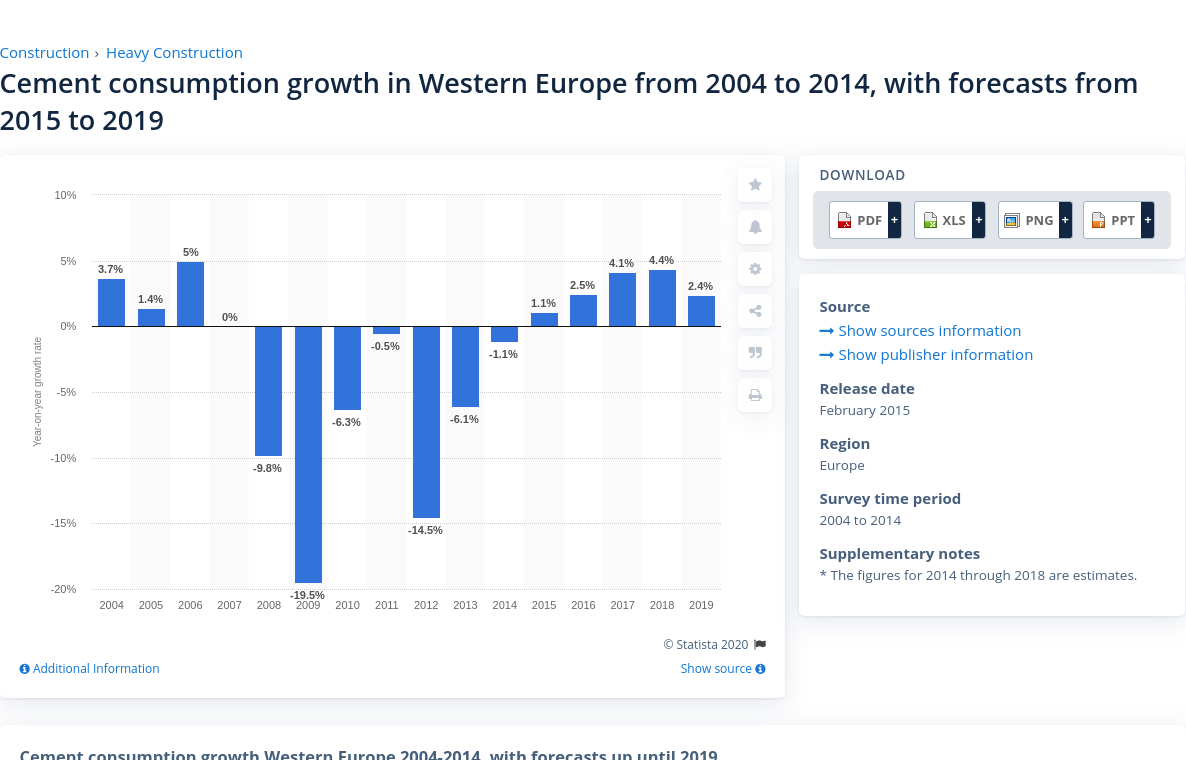 Construction › Heavy Construction
Cement consumption growth in Western Europe from 2004 to 2014, with forecasts from
2015 to 2019
10%
5%
0%
-5%
-10%
-15%
-20%
Year-on-year growth rate
3.7%
1.4%
5%
0%
-9.8%
-19.5%
-6.3%
-0.5%
-14.5%
-6.1%
-1.1%
1.1%
2.5%
4.1%
4.4%
2.4%
2004 2005 2006 2007 2008 2009 2010 2011 2012 2013 2014 2015 2016 2017 2018 2019
© Statista 2020
Additional Information
Show source
DOWNLOAD
PDF + XLS + PNG + PPT +
Source
Show sources information
Show publisher information
Release date
February 2015
Region
Europe
Survey time period
2004 to 2014
Supplementary notes
* The figures for 2014 through 2018 are estimates.
Cement consumption growth Western Europe 2004-2014, with forecasts up until 2019